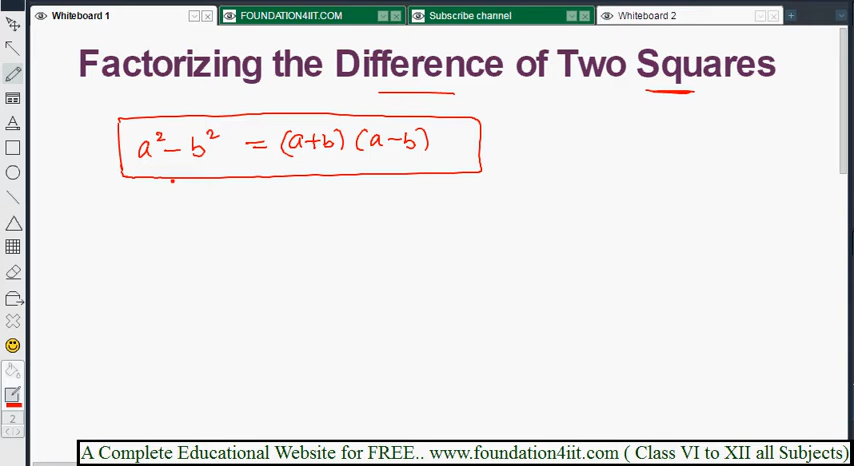 Whiteboard 1 FOUNDATION4IIT.COM Subscribe channel Whiteboard 2
Factorizing the Difference of Two Squares
a² - b² = (a+b) (a-b)
2
A Complete Educational Website for FREE.. www.foundation4iit.com ( Class VI to XII all Subjects)